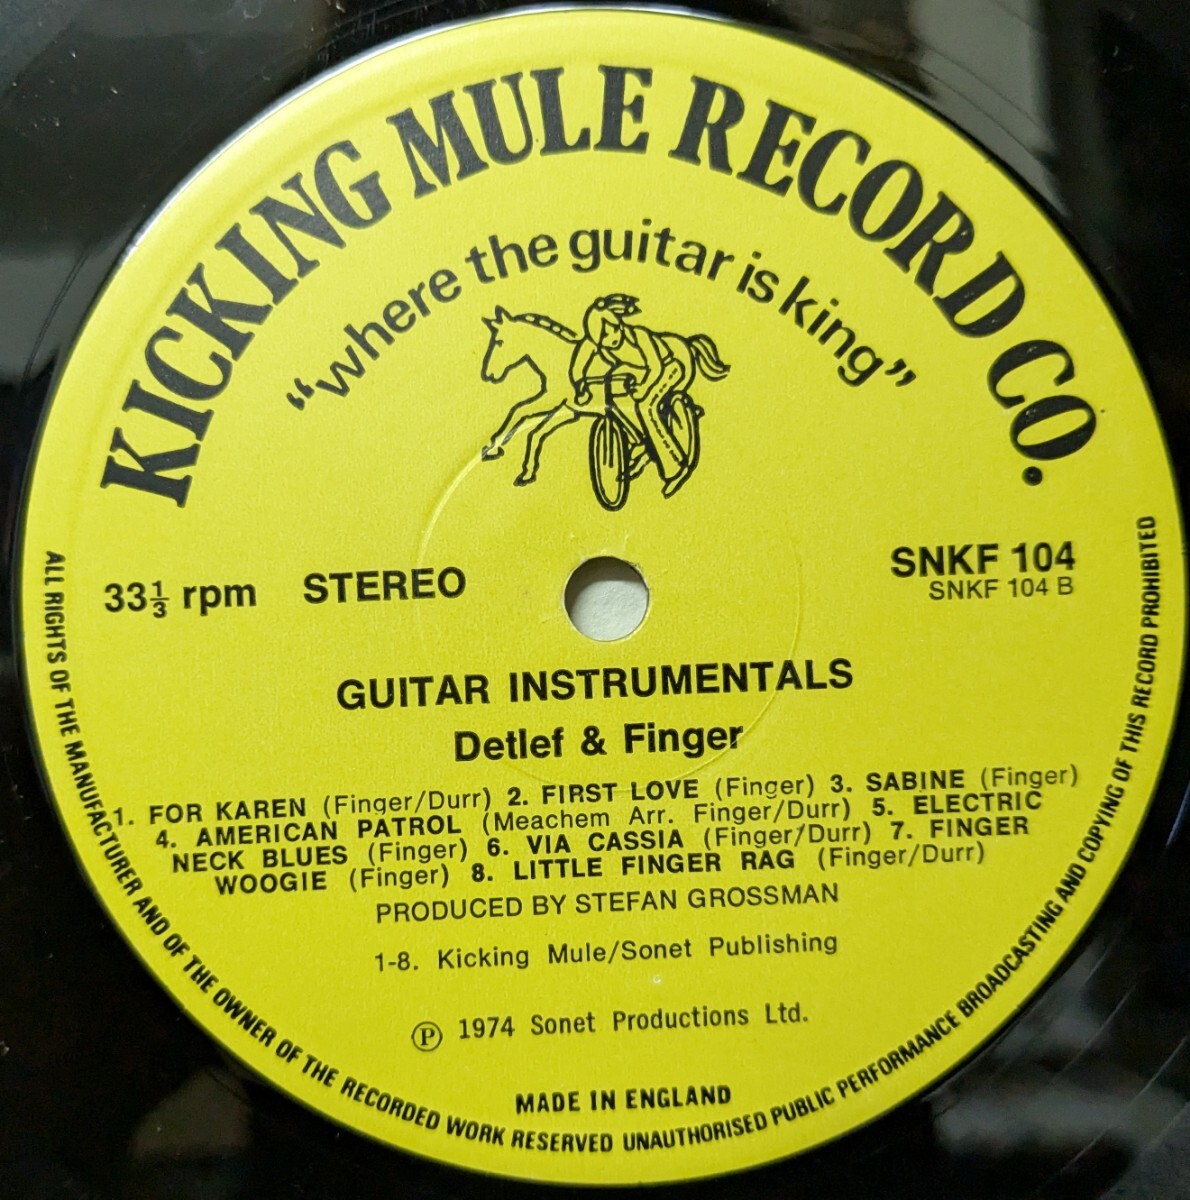 KICKING MULE RECORD CO.
“where the guitar is king”
33⅓ rpm STEREO
SNKF 104
SNKF 104 B
GUITAR INSTRUMENTALS
Detlef & Finger
1. FOR KAREN (Finger/Durr) 2. FIRST LOVE (Finger) 3. SABINE (Finger)
4. AMERICAN PATROL (Meachem Arr. Finger/Durr) 5. ELECTRIC
NECK BLUES (Finger) 6. VIA CASSIA (Finger/Durr) 7. FINGER
WOOGIE (Finger) 8. LITTLE FINGER RAG (Finger/Durr)
PRODUCED BY STEFAN GROSSMAN
1-8. Kicking Mule/Sonet Publishing
Ⓟ 1974 Sonet Productions Ltd.
MADE IN ENGLAND
ALL RIGHTS OF THE MANUFACTURER AND OF THE OWNER OF THE RECORDED WORK RESERVED UNAUTHORISED PUBLIC PERFORMANCE BROADCASTING AND COPYING OF THIS RECORD PROHIBITED